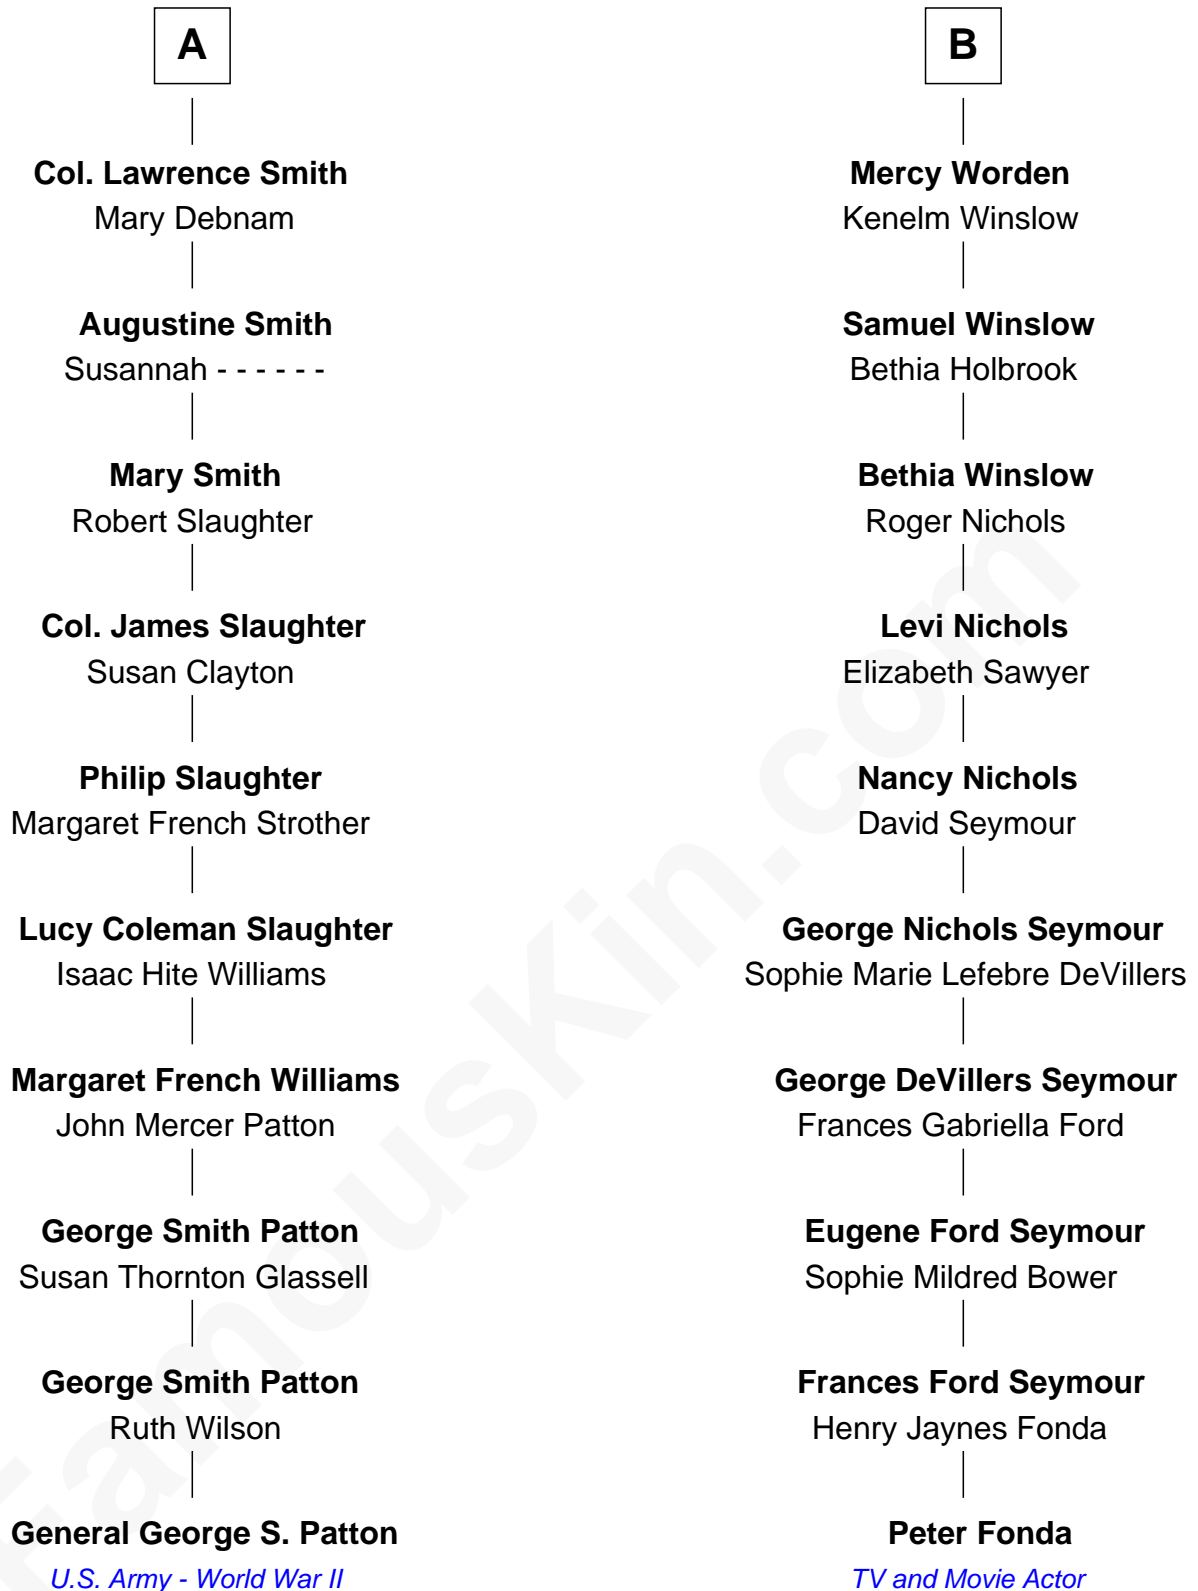 A
Col. Lawrence Smith
Mary Debnam
Augustine Smith
Susannah - - - - - -
Mary Smith
Robert Slaughter
Col. James Slaughter
Susan Clayton
Philip Slaughter
Margaret French Strother
Lucy Coleman Slaughter
Isaac Hite Williams
Margaret French Williams
John Mercer Patton
George Smith Patton
Susan Thornton Glassell
George Smith Patton
Ruth Wilson
General George S. Patton
U.S. Army - World War II
B
Mercy Worden
Kenelm Winslow
Samuel Winslow
Bethia Holbrook
Bethia Winslow
Roger Nichols
Levi Nichols
Elizabeth Sawyer
Nancy Nichols
David Seymour
George Nichols Seymour
Sophie Marie Lefebre DeVillers
George DeVillers Seymour
Frances Gabriella Ford
Eugene Ford Seymour
Sophie Mildred Bower
Frances Ford Seymour
Henry Jaynes Fonda
Peter Fonda
TV and Movie Actor
FamousKin.com